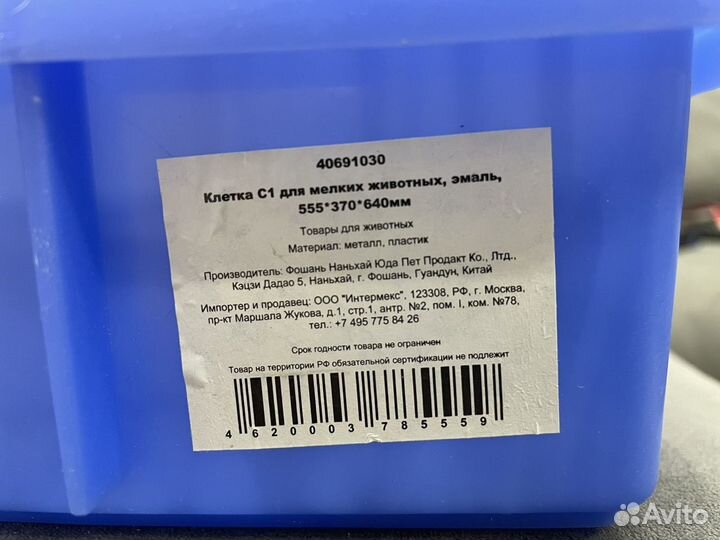 40691030
Клетка С1 для мелких животных, эмаль,
555*370*640мм
Товары для животных
Материал: металл, пластик
Производитель: Фошань Наньхай Юда Пет Продакт Ко., Лтд.,
Кэцзи Дадао 5, Наньхай, г. Фошань, Гуандун, Китай
Импортер и продавец: ООО "Интермекс", 123308, РФ, г. Москва,
пр-кт Маршала Жукова, д.1, стр.1, антр. №2, пом. I, ком. №78,
тел.: +7 495 775 84 26
Срок годности товара не ограничен
Товар на территории РФ обязательной сертификации не подлежит
4620003785559
Avito